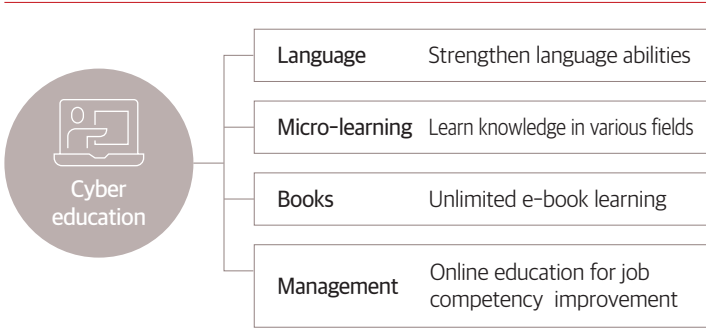 Cyber
education
Language Strengthen language abilities
Micro-learning Learn knowledge in various fields
Books Unlimited e-book learning
Management Online education for job
competency improvement